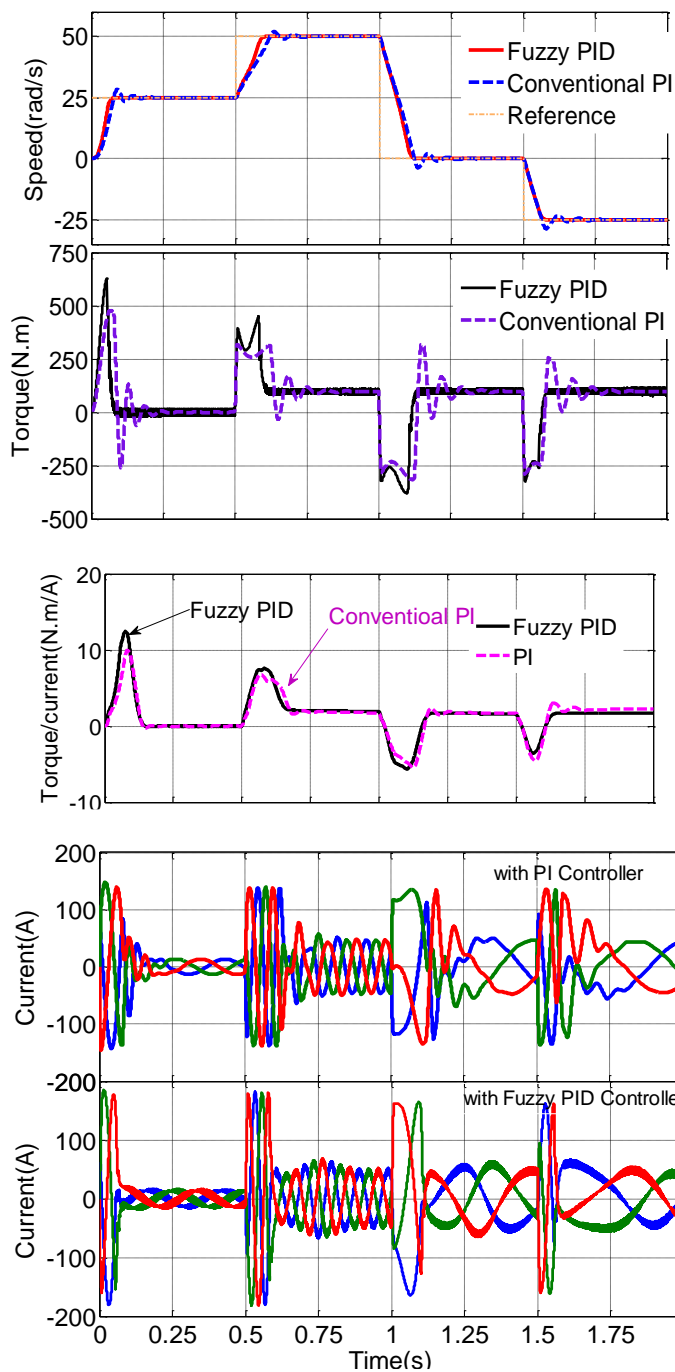 50
25
0
-25
Speed(rad/s)
Fuzzy PID
Conventional PI
Reference
750
500
250
0
-250
-500
Torque(N.m)
Fuzzy PID
Conventional PI
20
10
0
-10
Torque/current(N.m/A)
Fuzzy PID
Conventioal PI
Fuzzy PID
PI
200
100
0
-100
-200
Current(A)
with PI Controller
200
100
0
-100
-200
Current(A)
with Fuzzy PID Controlle
0
0.25
0.5
0.75
1
1.25
1.5
1.75
Time(s)